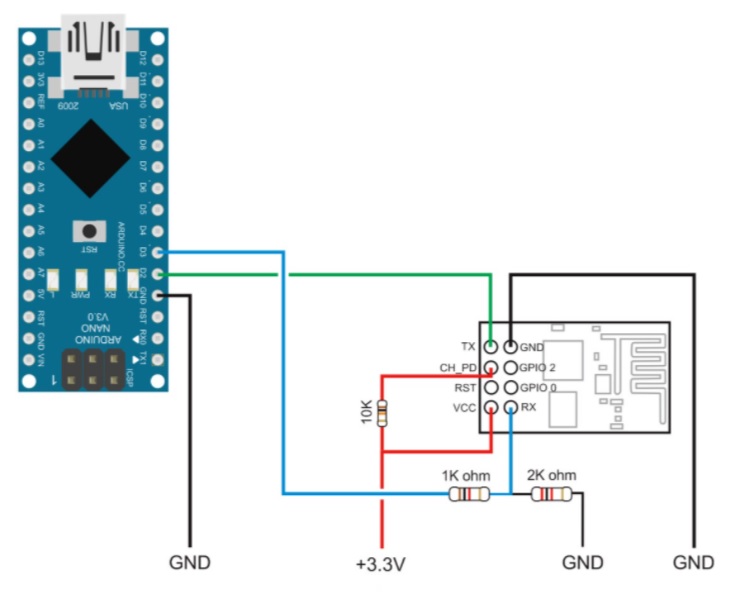 D13
3V3
REF
A0
A1
A2
A3
A4
A5
A6
A7
5V
RST
GND
VIN
D12
D11
D10
D9
D8
D7
D6
D5
D4
D3
D2
GND
RST
RX0
TX1
2009
USA
RST
ARDUINO.CC
L
PWR
RX
TX
V3.0
NANO
ARDUINO
1
ICSP
TX
GND
CH_PD
GPIO 2
RST
GPIO 0
VCC
RX
10K
1K ohm
2K ohm
GND
+3.3V
GND
GND